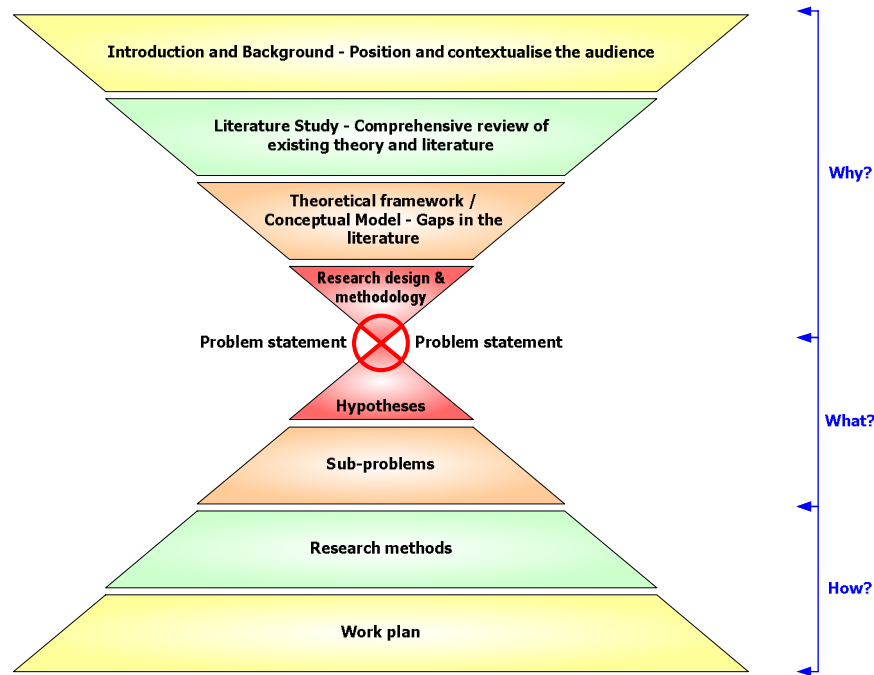 Introduction and Background - Position and contextualise the audience
Literature Study - Comprehensive review of
existing theory and literature
Why?
Theoretical framework /
Conceptual Model - Gaps in the
literature
Research design &
methodology
Problem statement
Problem statement
Hypotheses
What?
Sub-problems
Research methods
How?
Work plan